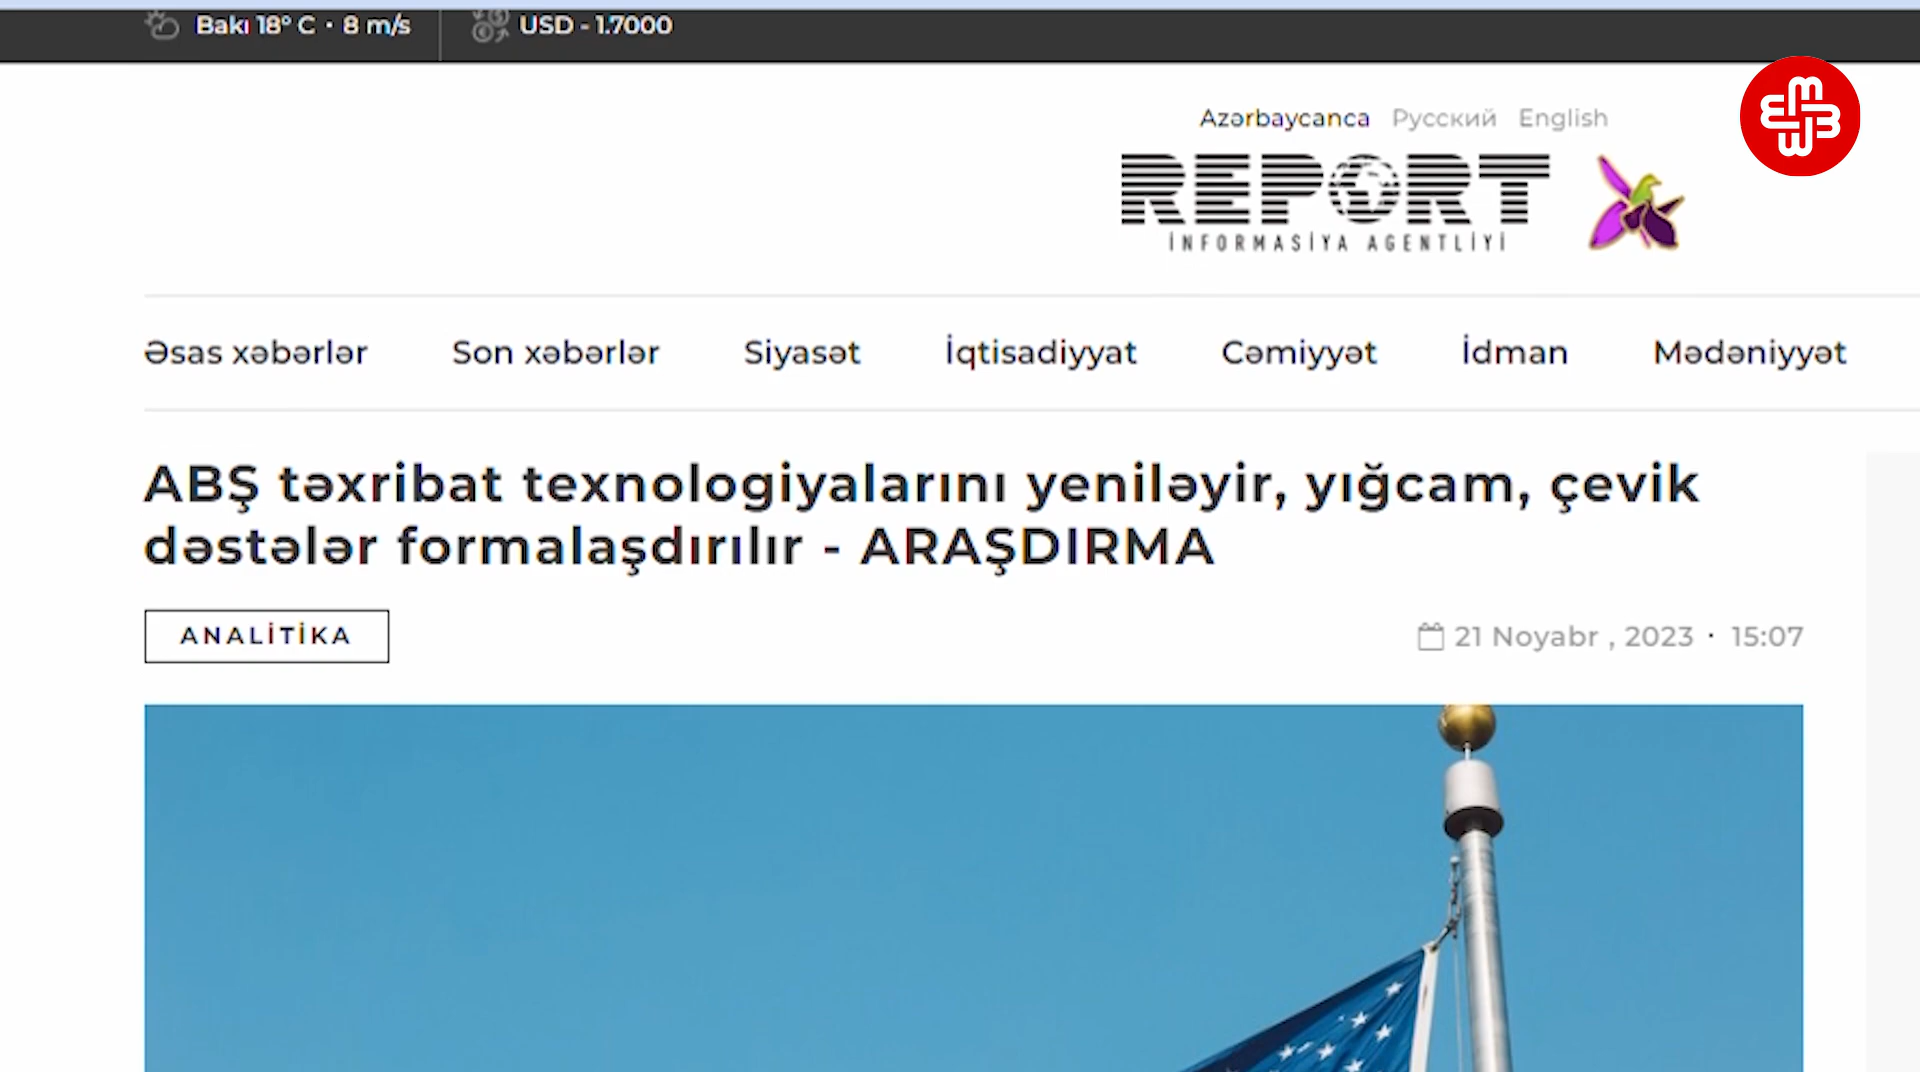 Bakı 18° C · 8 m/s
USD - 1.7000
Azərbaycanca Русский English
REPORT
İNFORMASİYA AGENTLİYİ
Əsas xəbərlər Son xəbərlər Siyasət İqtisadiyyat Cəmiyyət İdman Mədəniyyət
ABŞ təxribat texnologiyalarını yeniləyir, yığcam, çevik
dəstələr formalaşdırılır - ARAŞDIRMA
ANALİTİKA
21 Noyabr , 2023 · 15:07